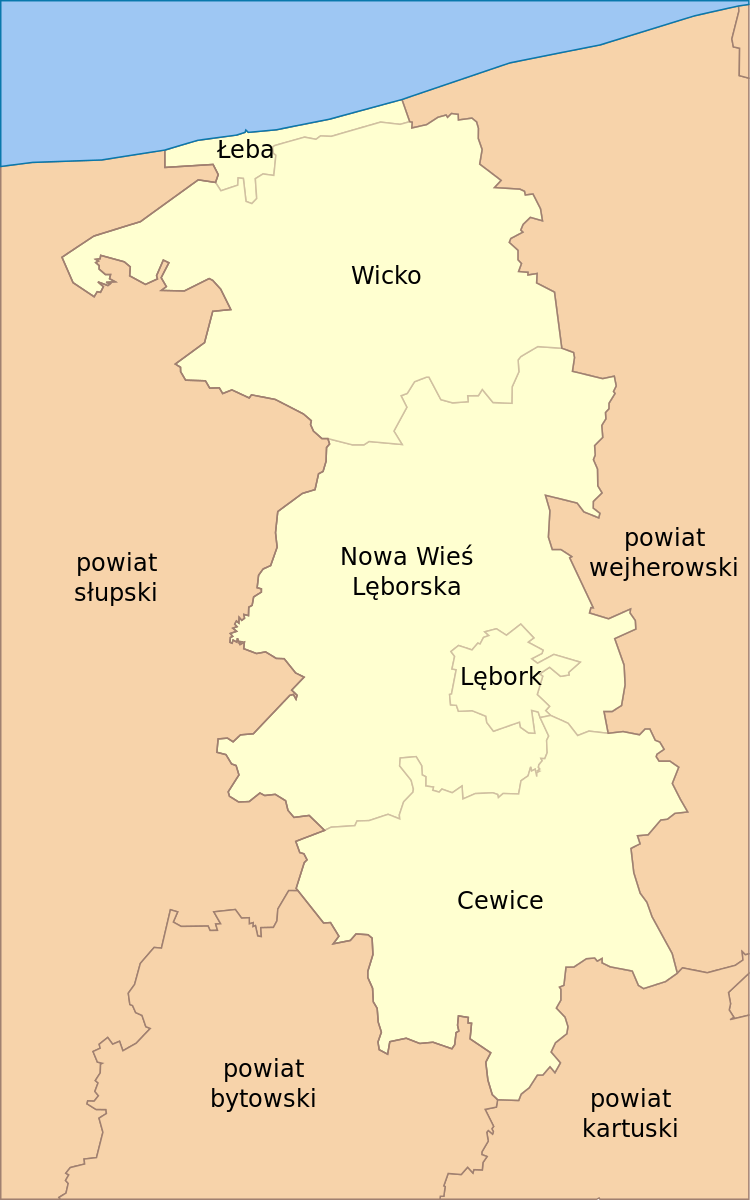 Łeba
Wicko
powiat
wejherowski
Nowa Wieś
Lęborska
powiat
słupski
Lębork
Cewice
powiat
bytowski
powiat
kartuski